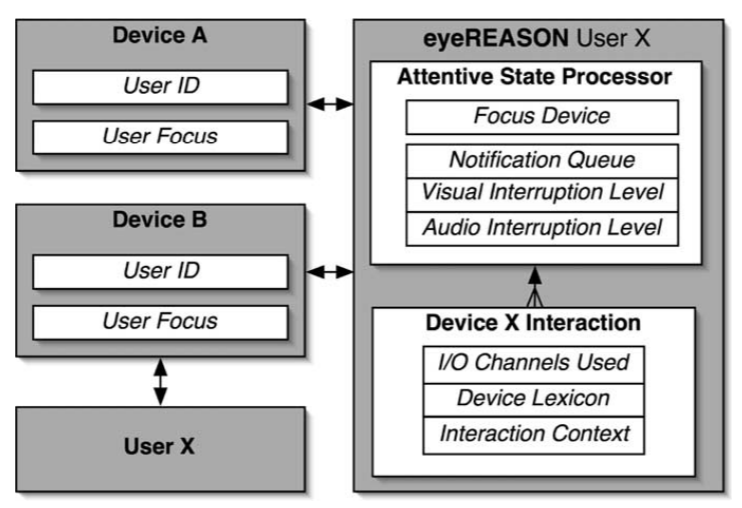 Device A
User ID
User Focus
Device B
User ID
User Focus
User X
eyeREASON User X
Attentive State Processor
Focus Device
Notification Queue
Visual Interruption Level
Audio Interruption Level
Device X Interaction
I/O Channels Used
Device Lexicon
Interaction Context